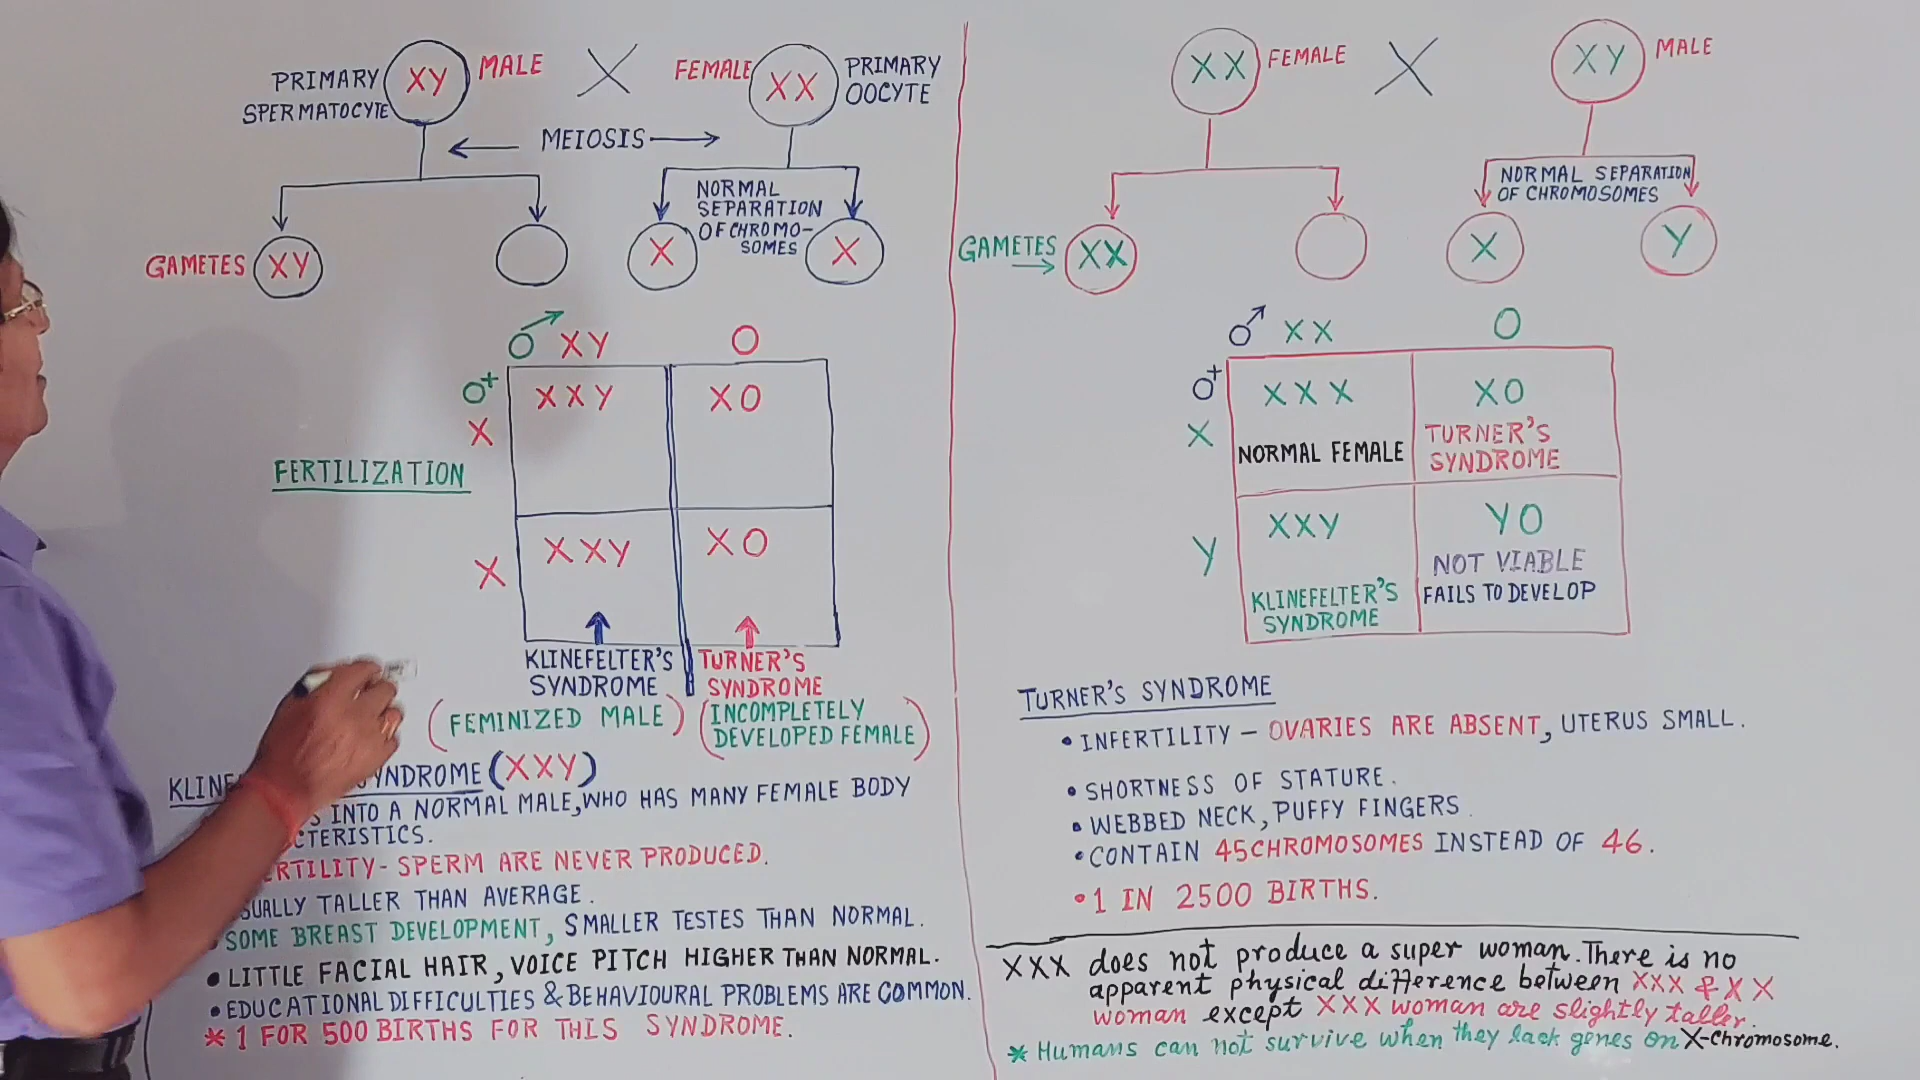 PRIMARY SPERMATOCYTE
XY
MALE
X
FEMALE
XX
PRIMARY OOCYTE
MEIOSIS
NORMAL
SEPARATION
OF CHROMO-
SOMES
GAMETES
XY
X
X
♂ XY
O
♀
X
XXY
XO
FERTILIZATION
X
XXY
XO
KLINEFELTER'S
SYNDROME
(FEMINIZED MALE)
TURNER'S
SYNDROME
(INCOMPLETELY
DEVELOPED FEMALE)
SYNDROME (XXY)
INTO A NORMAL MALE, WHO HAS MANY FEMALE BODY
SPERM ARE NEVER PRODUCED.
TALLER THAN AVERAGE.
• SOME BREAST DEVELOPMENT, SMALLER TESTES THAN NORMAL.
• LITTLE FACIAL HAIR, VOICE PITCH HIGHER THAN NORMAL.
• EDUCATIONAL DIFFICULTIES & BEHAVIOURAL PROBLEMS ARE COMMON.
* 1 FOR 500 BIRTHS FOR THIS SYNDROME.
XX
FEMALE
X
XY
MALE
NORMAL SEPARATION
OF CHROMOSOMES
GAMETES
XX
X
Y
♂ XX
O
♀
X
XXX
NORMAL FEMALE
XO
TURNER'S
SYNDROME
Y
XXY
KLINEFELTER'S
SYNDROME
YO
NOT VIABLE
FAILS TO DEVELOP
TURNER'S SYNDROME
• INFERTILITY - OVARIES ARE ABSENT, UTERUS SMALL.
• SHORTNESS OF STATURE.
• WEBBED NECK, PUFFY FINGERS
• CONTAIN 45 CHROMOSOMES INSTEAD OF 46.
• 1 IN 2500 BIRTHS.
XXX does not produce a super woman. There is no
apparent physical difference between XXX & XX
woman except XXX woman are slightly taller.
* Humans can not survive when they lack genes on X-chromosome.